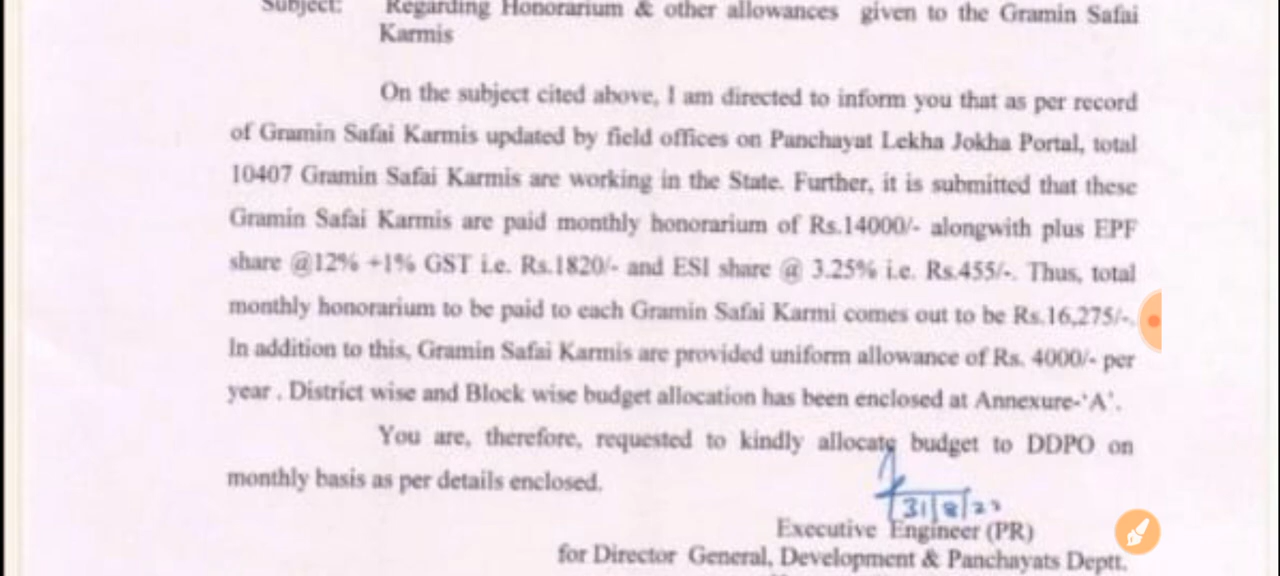 Subject: Regarding Honorarium & other allowances given to the Gramin Safai
Karmis
On the subject cited above, I am directed to inform you that as per record
of Gramin Safai Karmis updated by field offices on Panchayat Lekha Jokha Portal, total
10407 Gramin Safai Karmis are working in the State. Further, it is submitted that these
Gramin Safai Karmis are paid monthly honorarium of Rs.14000/- alongwith plus EPF
share @12% +1% GST i.e. Rs.1820/- and ESI share @ 3.25% i.e. Rs.455/-. Thus, total
monthly honorarium to be paid to each Gramin Safai Karmi comes out to be Rs.16,275/-.
In addition to this, Gramin Safai Karmis are provided uniform allowance of Rs. 4000/- per
year . District wise and Block wise budget allocation has been enclosed at Annexure-'A'.
You are, therefore, requested to kindly allocate budget to DDPO on
monthly basis as per details enclosed.
31/8/22
Executive Engineer (PR)
for Director General, Development & Panchayats Deptt.